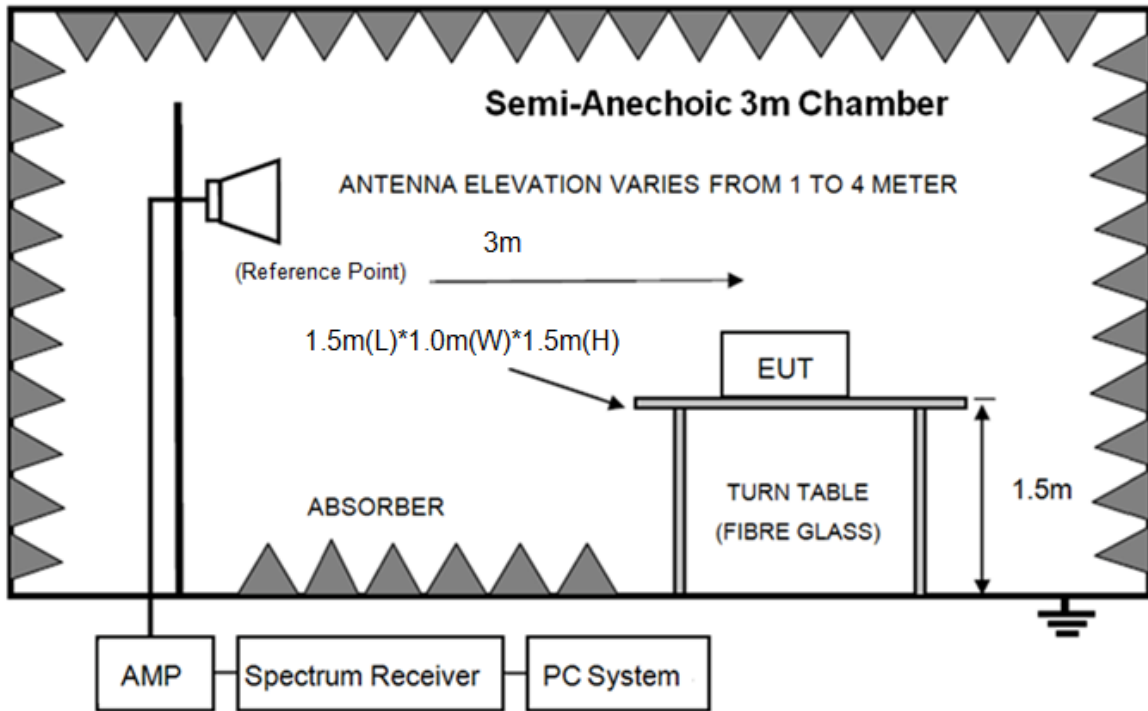 Semi-Anechoic 3m Chamber
ANTENNA ELEVATION VARIES FROM 1 TO 4 METER
3m
(Reference Point)
1.5m(L)*1.0m(W)*1.5m(H)
EUT
ABSORBER
TURN TABLE
(FIBRE GLASS)
1.5m
AMP
Spectrum Receiver
PC System